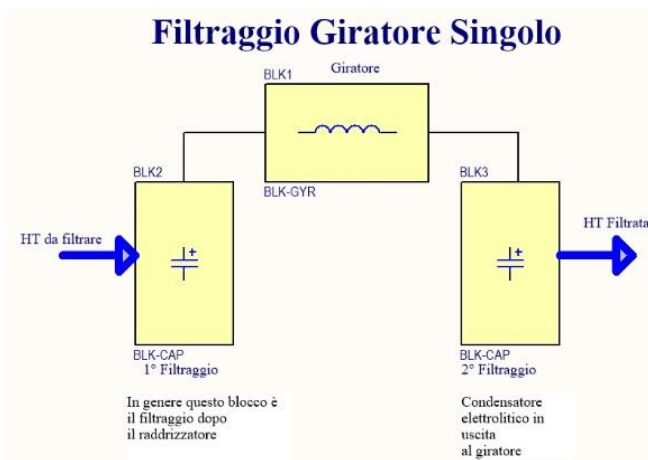 Filtraggio Giratore Singolo
BLK1
Giratore
BLK-GYR
BLK2
BLK3
HT da filtrare
HT Filtrata
+
+
BLK-CAP
1° Filtraggio
BLK-CAP
2° Filtraggio
In genere questo blocco è
il filtraggio dopo
il raddrizzatore
Condensatore
elettrolitico in
uscita
al giratore